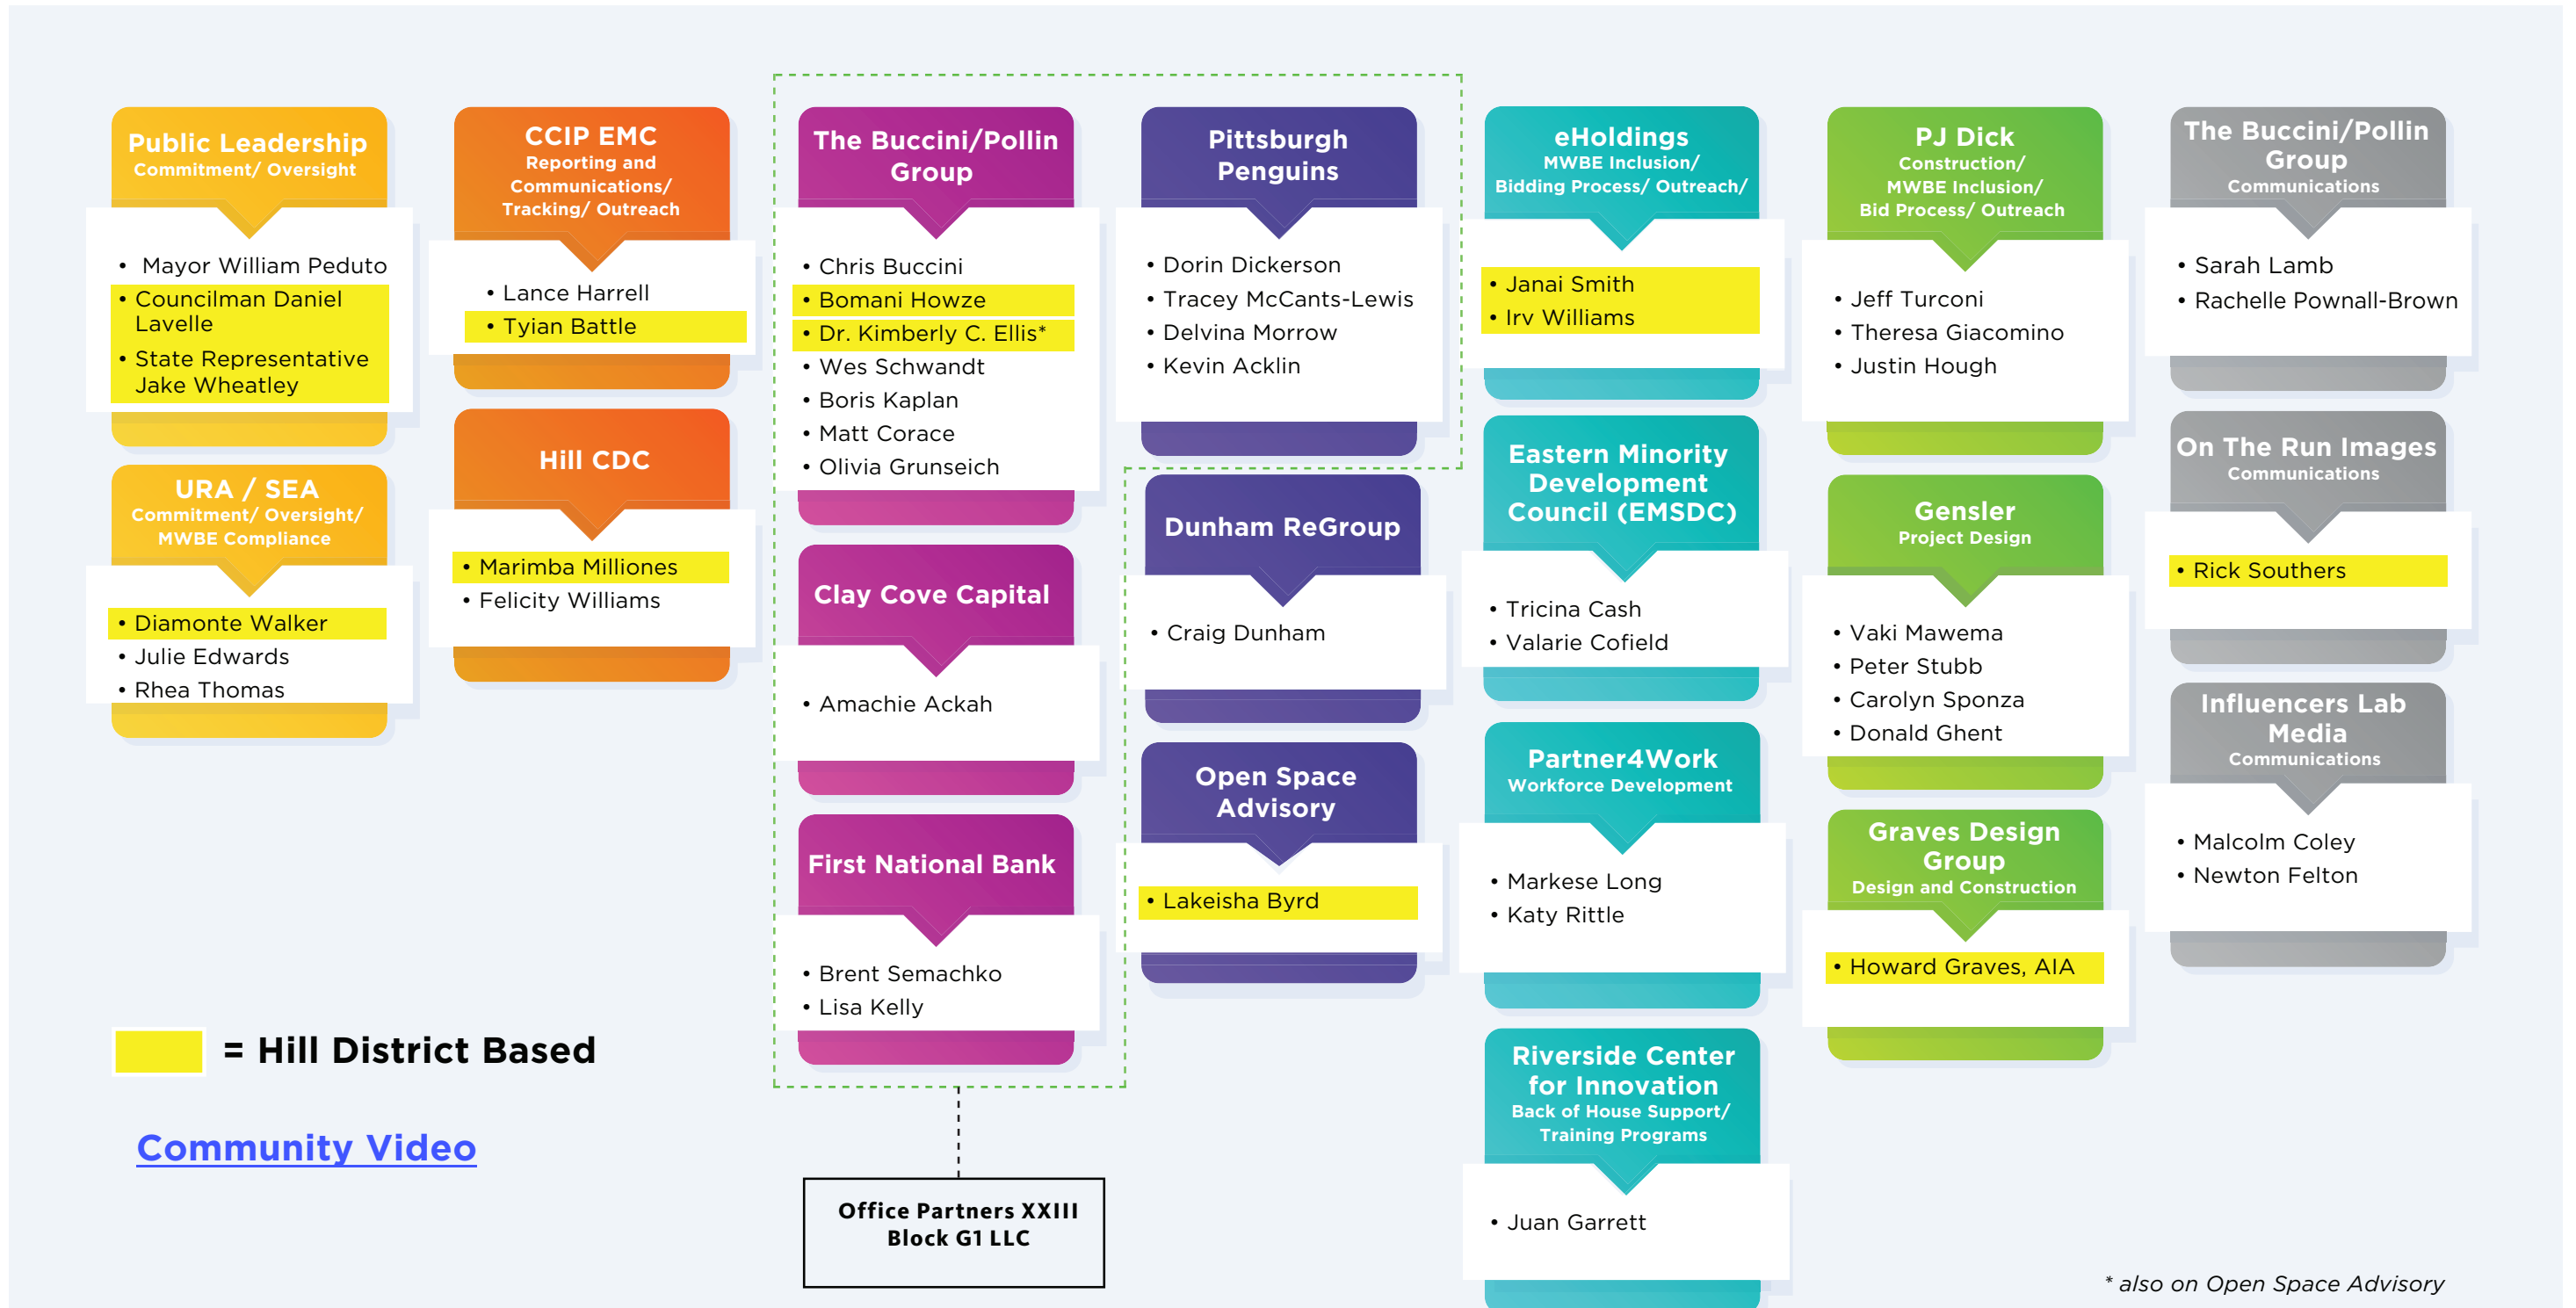 Public Leadership
Commitment/ Oversight
• Mayor William Peduto
• Councilman Daniel
Lavelle
• State Representative
Jake Wheatley
URA / SEA
Commitment/ Oversight/
MWBE Compliance
• Diamonte Walker
• Julie Edwards
• Rhea Thomas
CCIP EMC
Reporting and
Communications/
Tracking/ Outreach
• Lance Harrell
• Tyian Battle
Hill CDC
• Marimba Milliones
• Felicity Williams
The Buccini/Pollin
Group
• Chris Buccini
• Bomani Howze
• Dr. Kimberly C. Ellis*
• Wes Schwandt
• Boris Kaplan
• Matt Corace
• Olivia Grunseich
Clay Cove Capital
• Amachie Ackah
First National Bank
• Brent Semachko
• Lisa Kelly
Pittsburgh
Penguins
• Dorin Dickerson
• Tracey McCants-Lewis
• Delvina Morrow
• Kevin Acklin
Dunham ReGroup
• Craig Dunham
Open Space
Advisory
• Lakeisha Byrd
eHoldings
MWBE Inclusion/
Bidding Process/ Outreach/
• Janai Smith
• Irv Williams
Eastern Minority
Development
Council (EMSDC)
• Tricina Cash
• Valarie Cofield
Partner4Work
Workforce Development
• Markese Long
• Katy Rittle
Riverside Center
for Innovation
Back of House Support/
Training Programs
• Juan Garrett
PJ Dick
Construction/
MWBE Inclusion/
Bid Process/ Outreach
• Jeff Turconi
• Theresa Giacomino
• Justin Hough
Gensler
Project Design
• Vaki Mawema
• Peter Stubb
• Carolyn Sponza
• Donald Ghent
Graves Design
Group
Design and Construction
• Howard Graves, AIA
The Buccini/Pollin
Group
Communications
• Sarah Lamb
• Rachelle Pownall-Brown
On The Run Images
Communications
• Rick Southers
Influencers Lab
Media
Communications
• Malcolm Coley
• Newton Felton
= Hill District Based
Community Video
Office Partners XXIII
Block G1 LLC
* also on Open Space Advisory